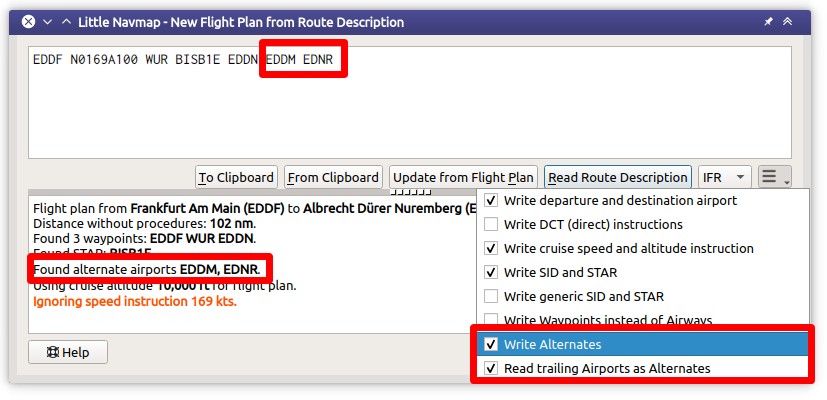 Little Navmap - New Flight Plan from Route Description
EDDF N0169A100 WUR BISB1E EDDN EDDM EDNR
To Clipboard From Clipboard Update from Flight Plan Read Route Description IFR
Flight plan from Frankfurt Am Main (EDDF) to Albrecht Dürer Nuremberg (E
Distance without procedures: 102 nm.
Found 3 waypoints: EDDF WUR EDDN.
Found STAR: BISB1E.
Found alternate airports EDDM, EDNR.
Using cruise altitude 10,000 ft for flight plan.
Ignoring speed instruction 169 kts.
Write departure and destination airport
Write DCT (direct) instructions
Write cruise speed and altitude instruction
Write SID and STAR
Write generic SID and STAR
Write Waypoints instead of Airways
Write Alternates
Read trailing Airports as Alternates
Help